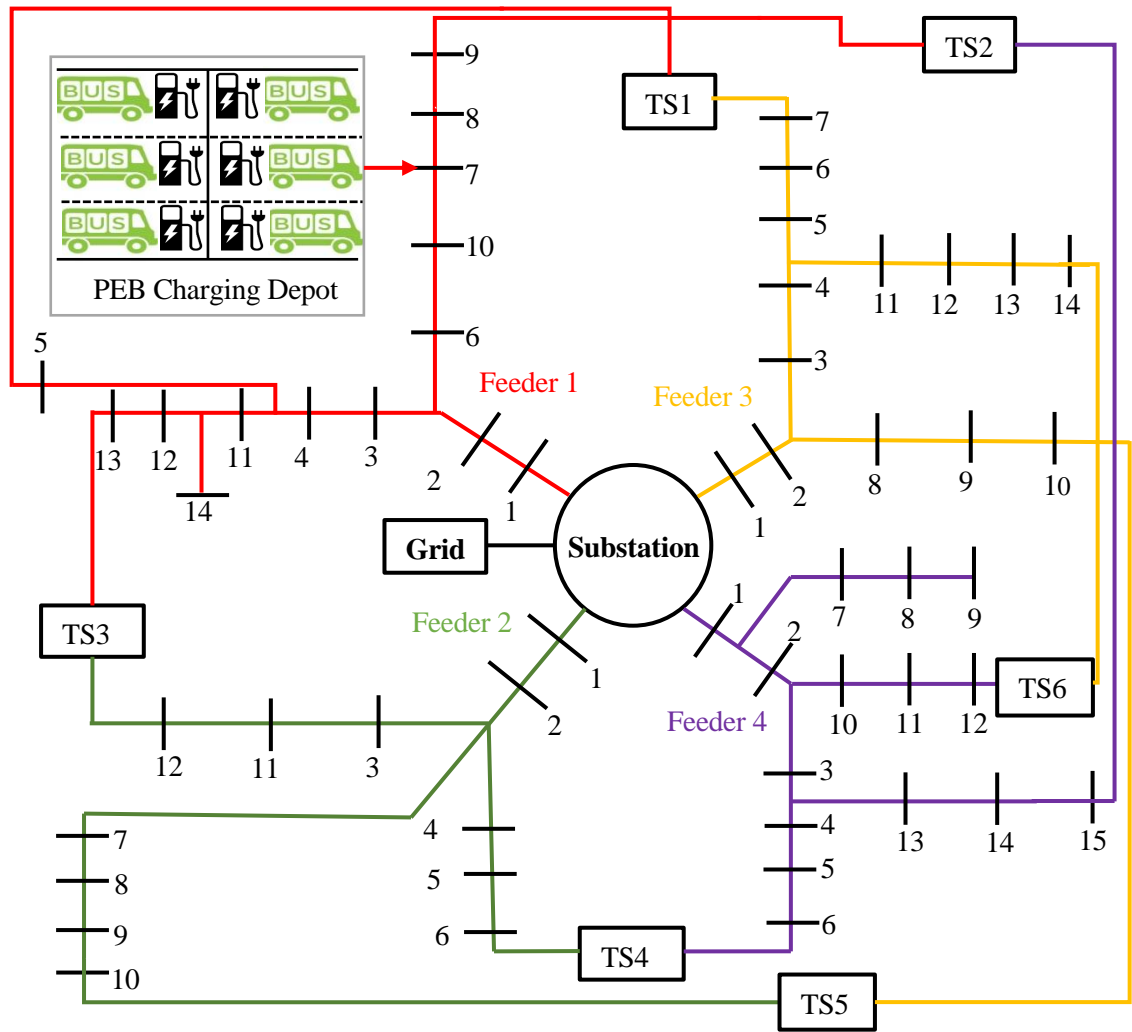 TS2
9
TS1
BUS BUS
8
7
7
6
BUS BUS
5
BUS BUS
10
11 12 13 14
4
PEB Charging Depot
6
3
5
Feeder 1
Feeder 3
13 12 11 4 3
2
1
14
2
1
8 9 10
Grid
Substation
1
7 8 9
2
TS3
Feeder 2
1
2
TS6
Feeder 4
10 11 12
12 11 3
3
4
7
4
13 14 15
5
8
5
6
9
6
TS4
10
TS5